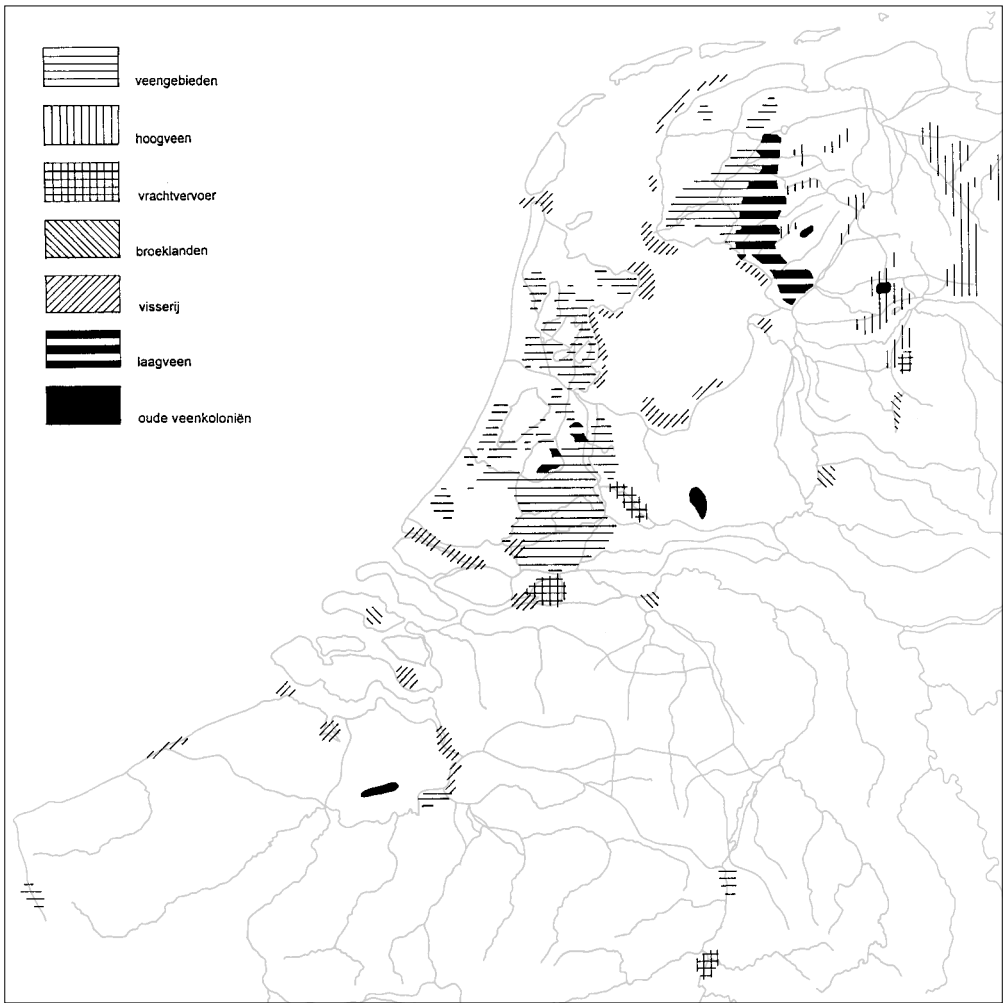 veengebieden
hoogveen
vrachtvervoer
broeklanden
visserij
laagveen
oude veenkoloniën